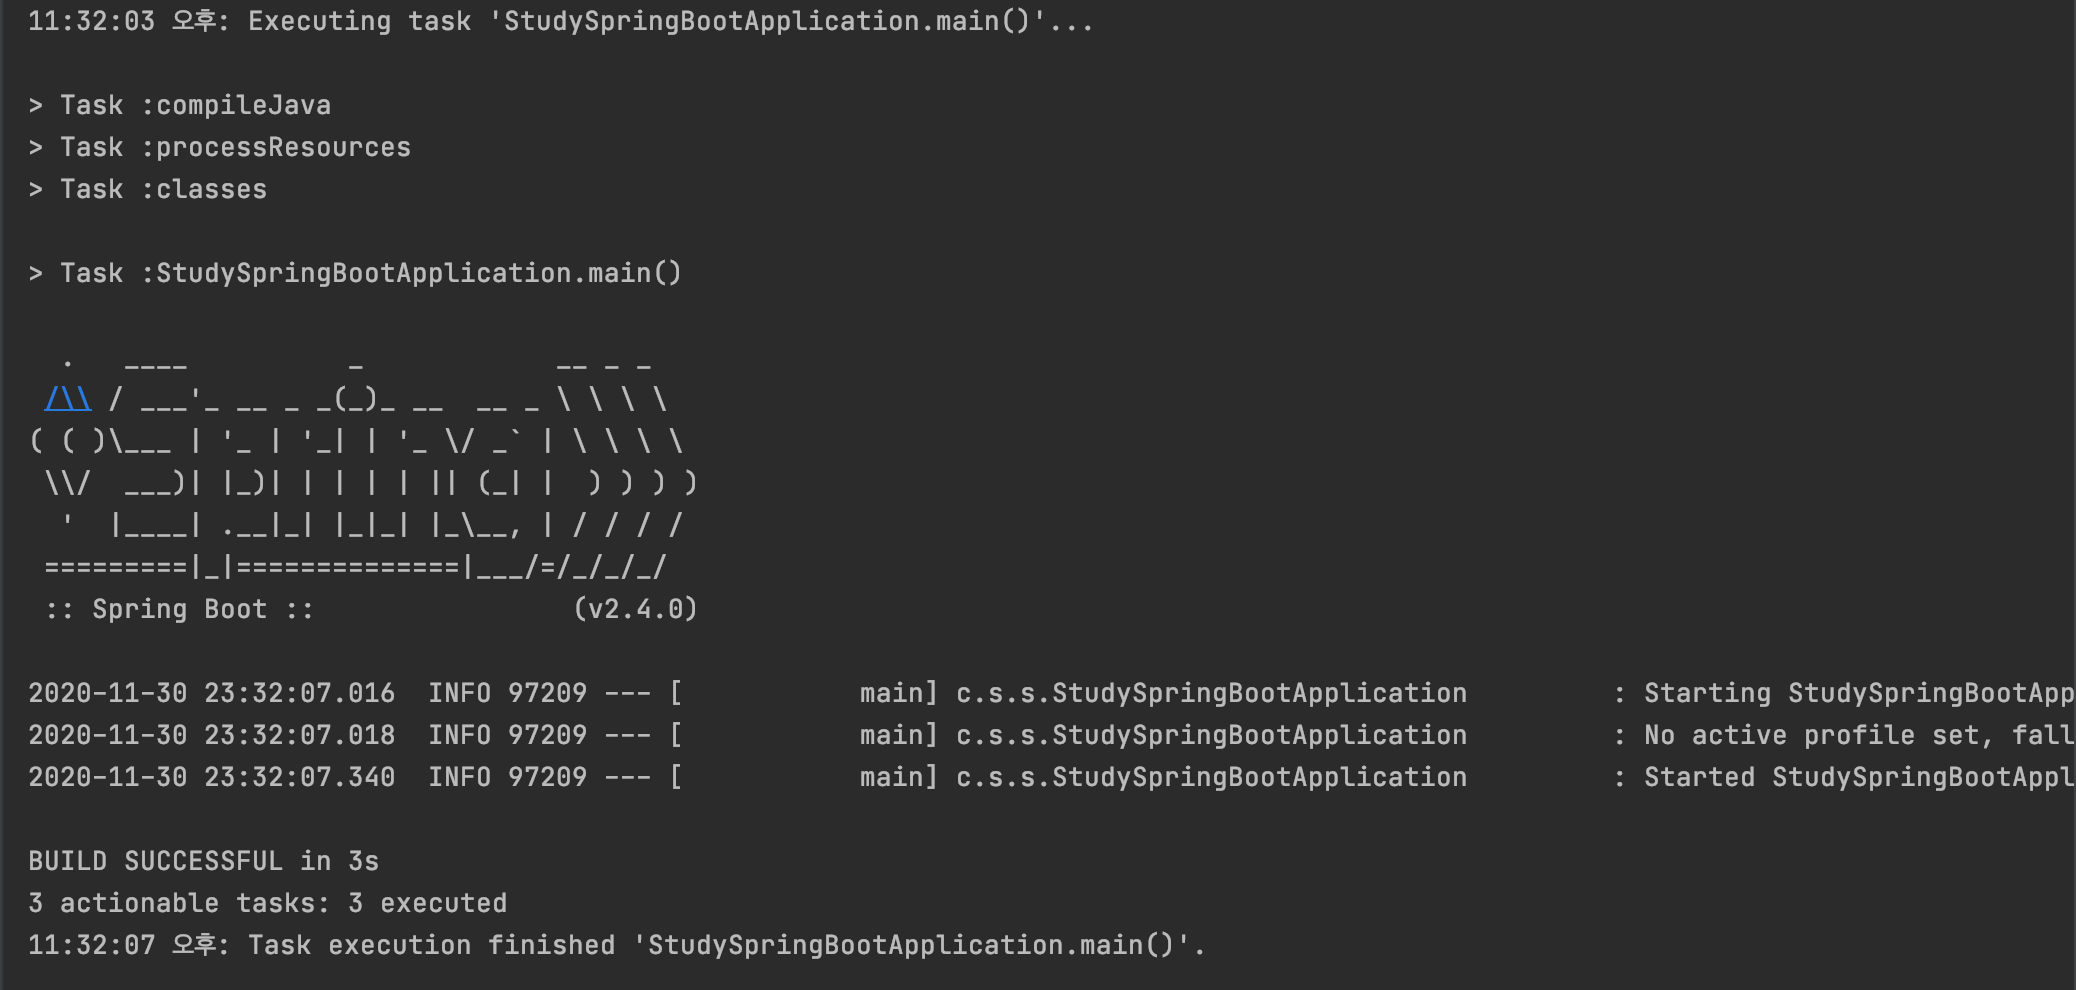 11:32:03 오후: Executing task 'StudySpringBootApplication.main()'...
> Task :compileJava
> Task :processResources
> Task :classes
> Task :StudySpringBootApplication.main()
  .   ____          _            __ _ _
 /\\ / ___'_ __ _ _(_)_ __  __ _ \ \ \ \
( ( )\___ | '_ | '_| | '_ \/ _` | \ \ \ \
 \\/  ___)| |_)| | | | | || (_| |  ) ) ) )
  '  |____| .__|_| |_|_| |_\__, | / / / /
 =========|_|==============|___/=/_/_/_/
 :: Spring Boot ::                (v2.4.0)
2020-11-30 23:32:07.016  INFO 97209 --- [           main] c.s.s.StudySpringBootApplication         : Starting StudySpringBootApp
2020-11-30 23:32:07.018  INFO 97209 --- [           main] c.s.s.StudySpringBootApplication         : No active profile set, fall
2020-11-30 23:32:07.340  INFO 97209 --- [           main] c.s.s.StudySpringBootApplication         : Started StudySpringBootAppl
BUILD SUCCESSFUL in 3s
3 actionable tasks: 3 executed
11:32:07 오후: Task execution finished 'StudySpringBootApplication.main()'.